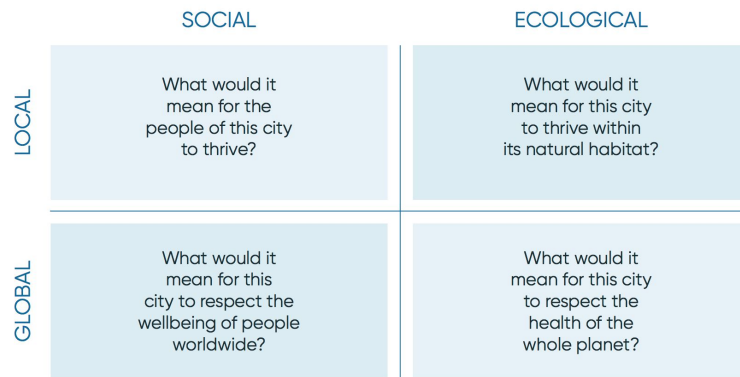 SOCIAL
ECOLOGICAL
LOCAL
What would it
mean for the
people of this city
to thrive?
What would it
mean for this city
to thrive within
its natural habitat?
GLOBAL
What would it
mean for this
city to respect the
wellbeing of people
worldwide?
What would it
mean for this city
to respect the
health of the
whole planet?